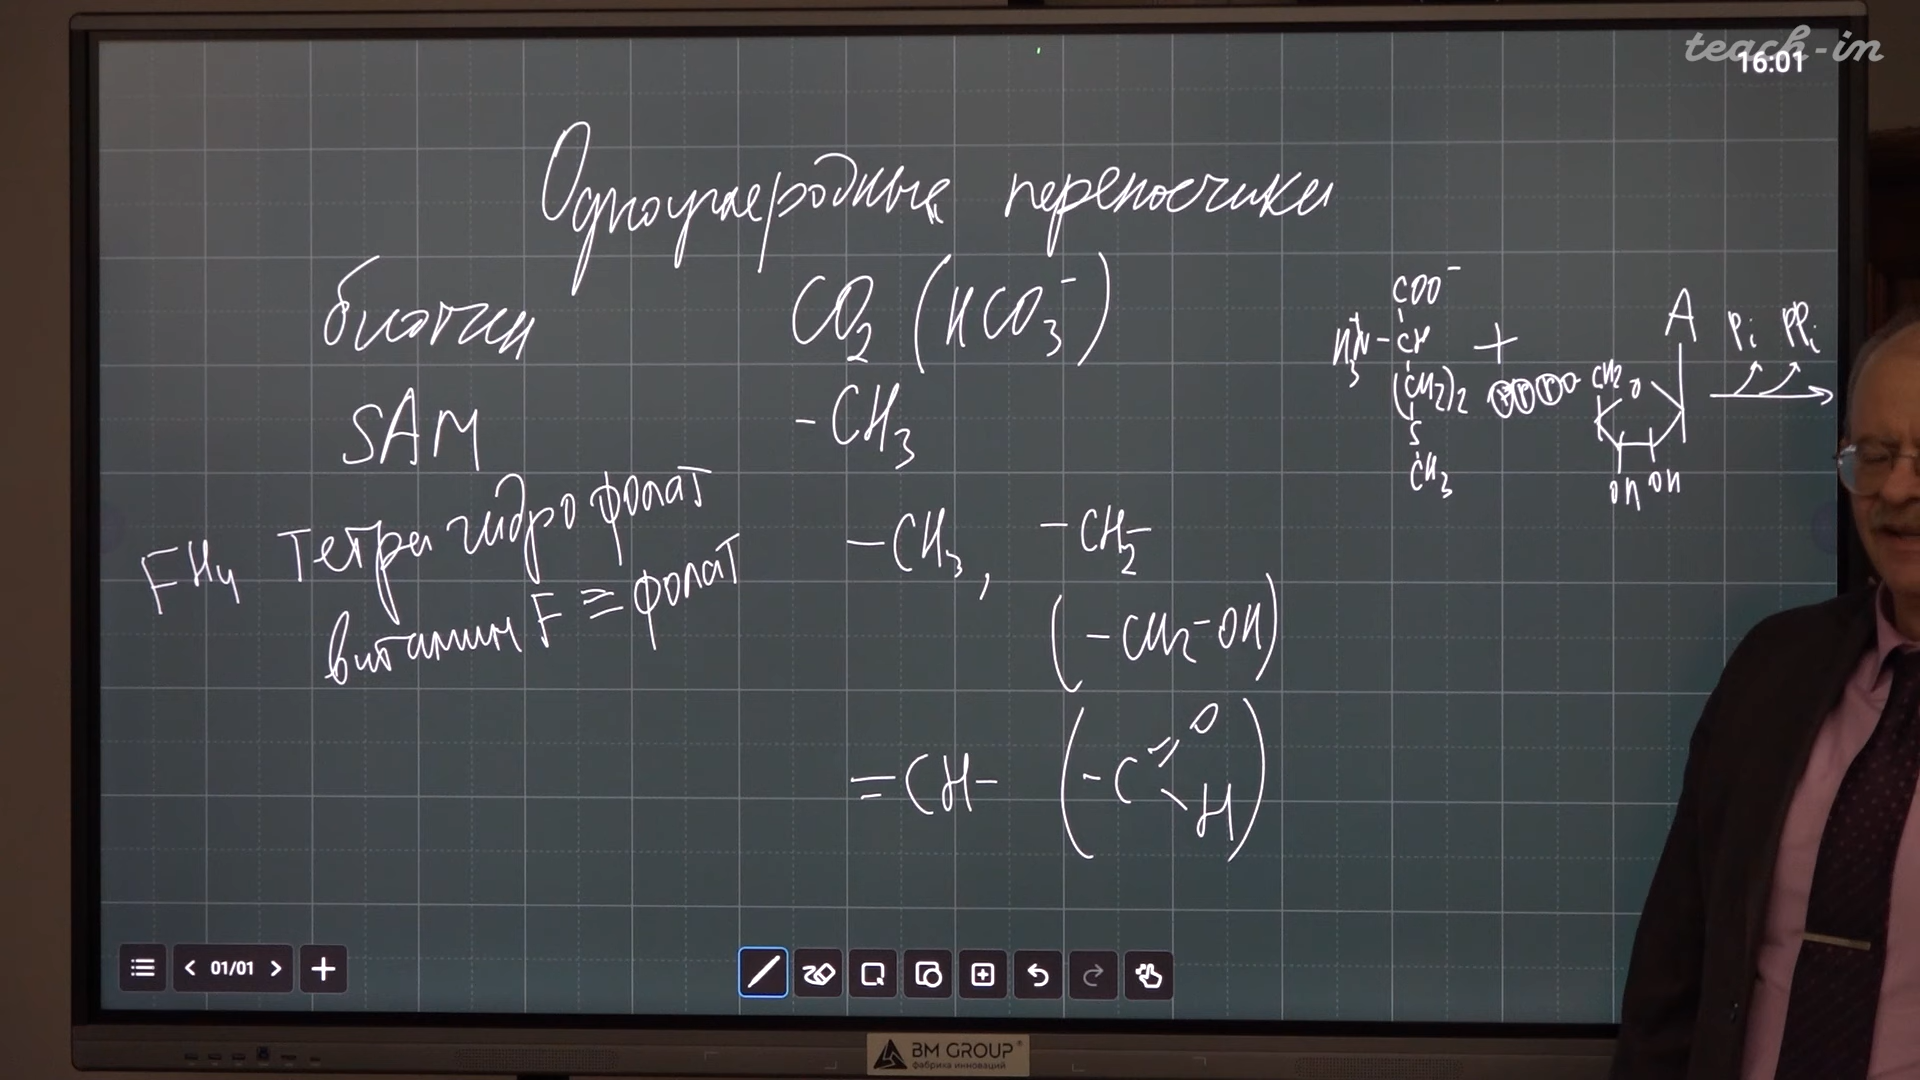 teach-in
16:01
Одноуглеродные переносчики
биотин CO₂ (HCO₃⁻)
SAM -CH₃
FH₄ Тетрагидрофолат -CH₃, -CH₂-
витамин F ≡ фолат (-CH₂-OH)
=CH- (-C=O
H)
COO⁻
H₃N⁺-CH +
(CH₂)₂
S
CH₃
PPPO-CH₂ O A
OH OH
Pi PPi
01/01
BM GROUP
фабрика инноваций